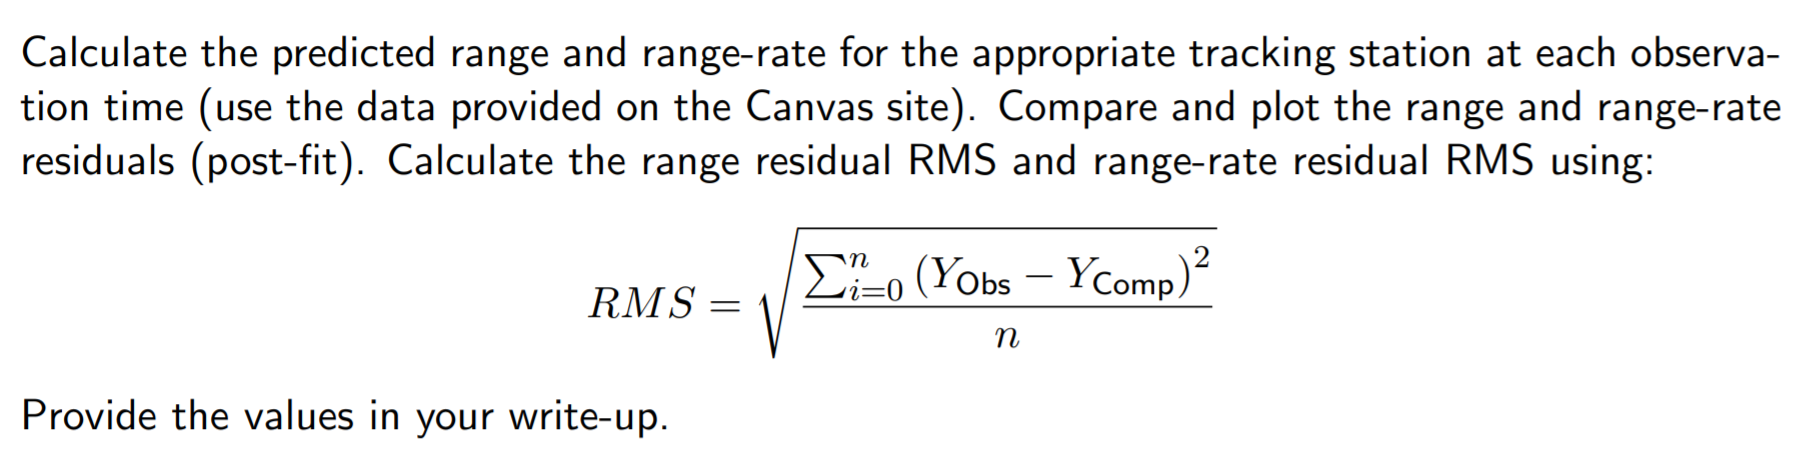 Calculate the predicted range and range-rate for the appropriate tracking station at each observa-
tion time (use the data provided on the Canvas site). Compare and plot the range and range-rate
residuals (post-fit). Calculate the range residual RMS and range-rate residual RMS using:
$RMS = \sqrt{\frac{\sum_{i=0}^{n} (Y_{\text{Obs}} - Y_{\text{Comp}})^2}{n}}$
Provide the values in your write-up.